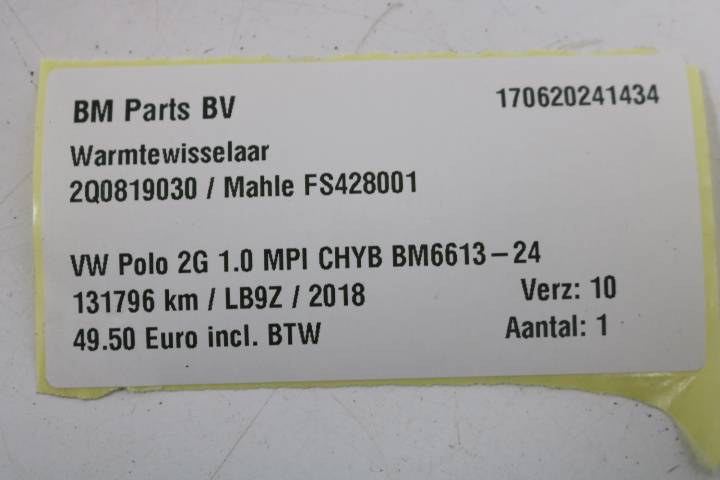 BM Parts BV 170620241434
Warmtewisselaar
2Q0819030 / Mahle FS428001
VW Polo 2G 1.0 MPI CHYB BM6613-24
131796 km / LB9Z / 2018 Verz: 10
49.50 Euro incl. BTW Aantal: 1